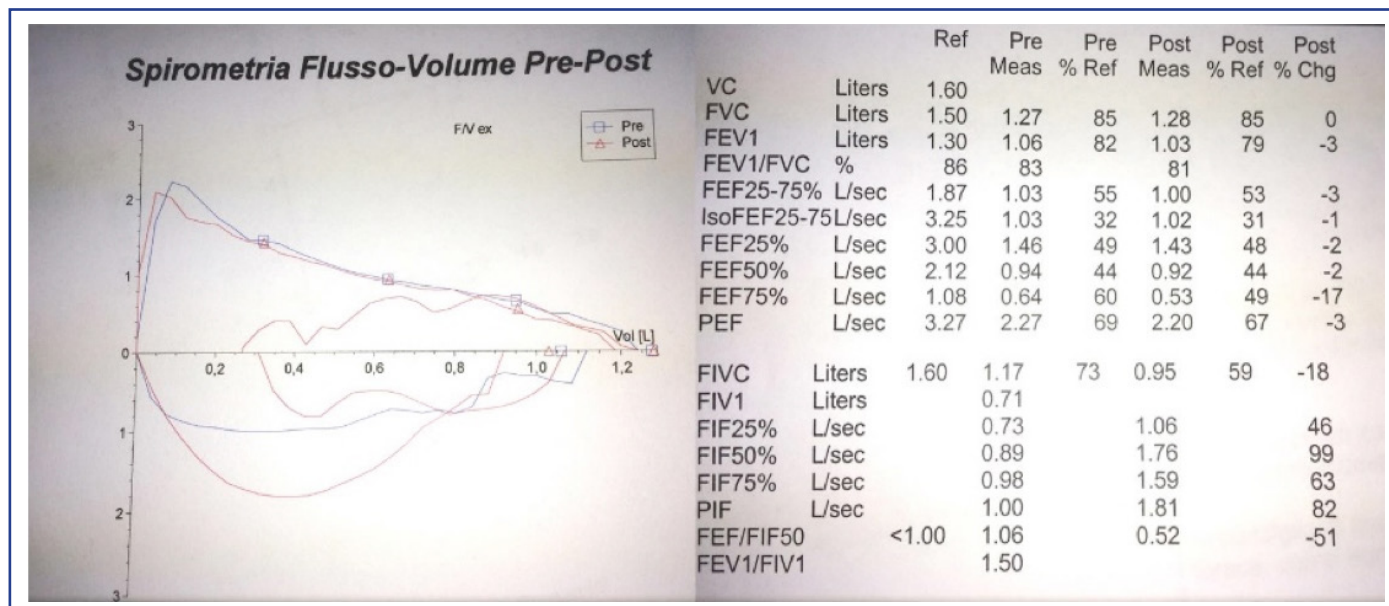 Spirometria Flusso-Volume Pre-Post
F/V ex
Pre
Post
3
2
1
0
1
2
3
Vol [L]
0,2 0,4 0,6 0,8 1,0 1,2
Ref Pre Meas Pre % Ref Post Meas Post % Ref Post % Chg
VC Liters 1.60
FVC Liters 1.50 1.27 85 1.28 85 0
FEV1 Liters 1.30 1.06 82 1.03 79 -3
FEV1/FVC % 86 83 81
FEF25-75% L/sec 1.87 1.03 55 1.00 53 -3
IsoFEF25-75 L/sec 3.25 1.03 32 1.02 31 -1
FEF25% L/sec 3.00 1.46 49 1.43 48 -2
FEF50% L/sec 2.12 0.94 44 0.92 44 -2
FEF75% L/sec 1.08 0.64 60 0.53 49 -17
PEF L/sec 3.27 2.27 69 2.20 67 -3
FIVC Liters 1.60 1.17 73 0.95 59 -18
FIV1 Liters 0.71
FIF25% L/sec 0.73 1.06 46
FIF50% L/sec 0.89 1.76 99
FIF75% L/sec 0.98 1.59 63
PIF L/sec 1.00 1.81 82
FEF/FIF50 <1.00 1.06 0.52 -51
FEV1/FIV1 1.50